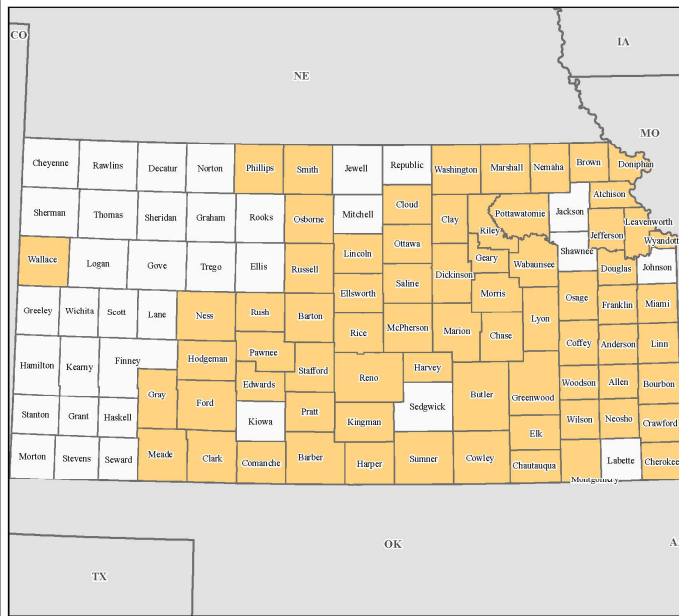 CO
IA
NE
MO
Cheyenne
Rawlins
Decatur
Norton
Phillips
Smith
Jewell
Republic
Washington
Marshall
Nemaha
Brown
Doniphan
Atchison
Sherman
Thomas
Sheridan
Graham
Rooks
Osborne
Mitchell
Cloud
Clay
Riley
Pottawatomie
Jackson
Jefferson
Leavenworth
Wyandott
Wallace
Logan
Gove
Trego
Ellis
Russell
Lincoln
Ottawa
Dickinson
Geary
Wabaunsee
Shawnee
Douglas
Johnson
Greeley
Wichita
Scott
Lane
Ness
Rush
Barton
Ellsworth
Saline
Morris
Osage
Franklin
Miami
Hamilton
Kearny
Finney
Hodgeman
Pawnee
Stafford
Rice
McPherson
Marion
Chase
Lyon
Coffey
Anderson
Linn
Gray
Ford
Edwards
Reno
Harvey
Butler
Greenwood
Woodson
Allen
Bourbon
Stanton
Grant
Haskell
Kiowa
Pratt
Kingman
Sedgwick
Elk
Wilson
Neosho
Crawford
Morton
Stevens
Seward
Meade
Clark
Comanche
Barber
Harper
Sumner
Cowley
Chautauqua
Montgomery
Labette
Cherokee
OK
TX